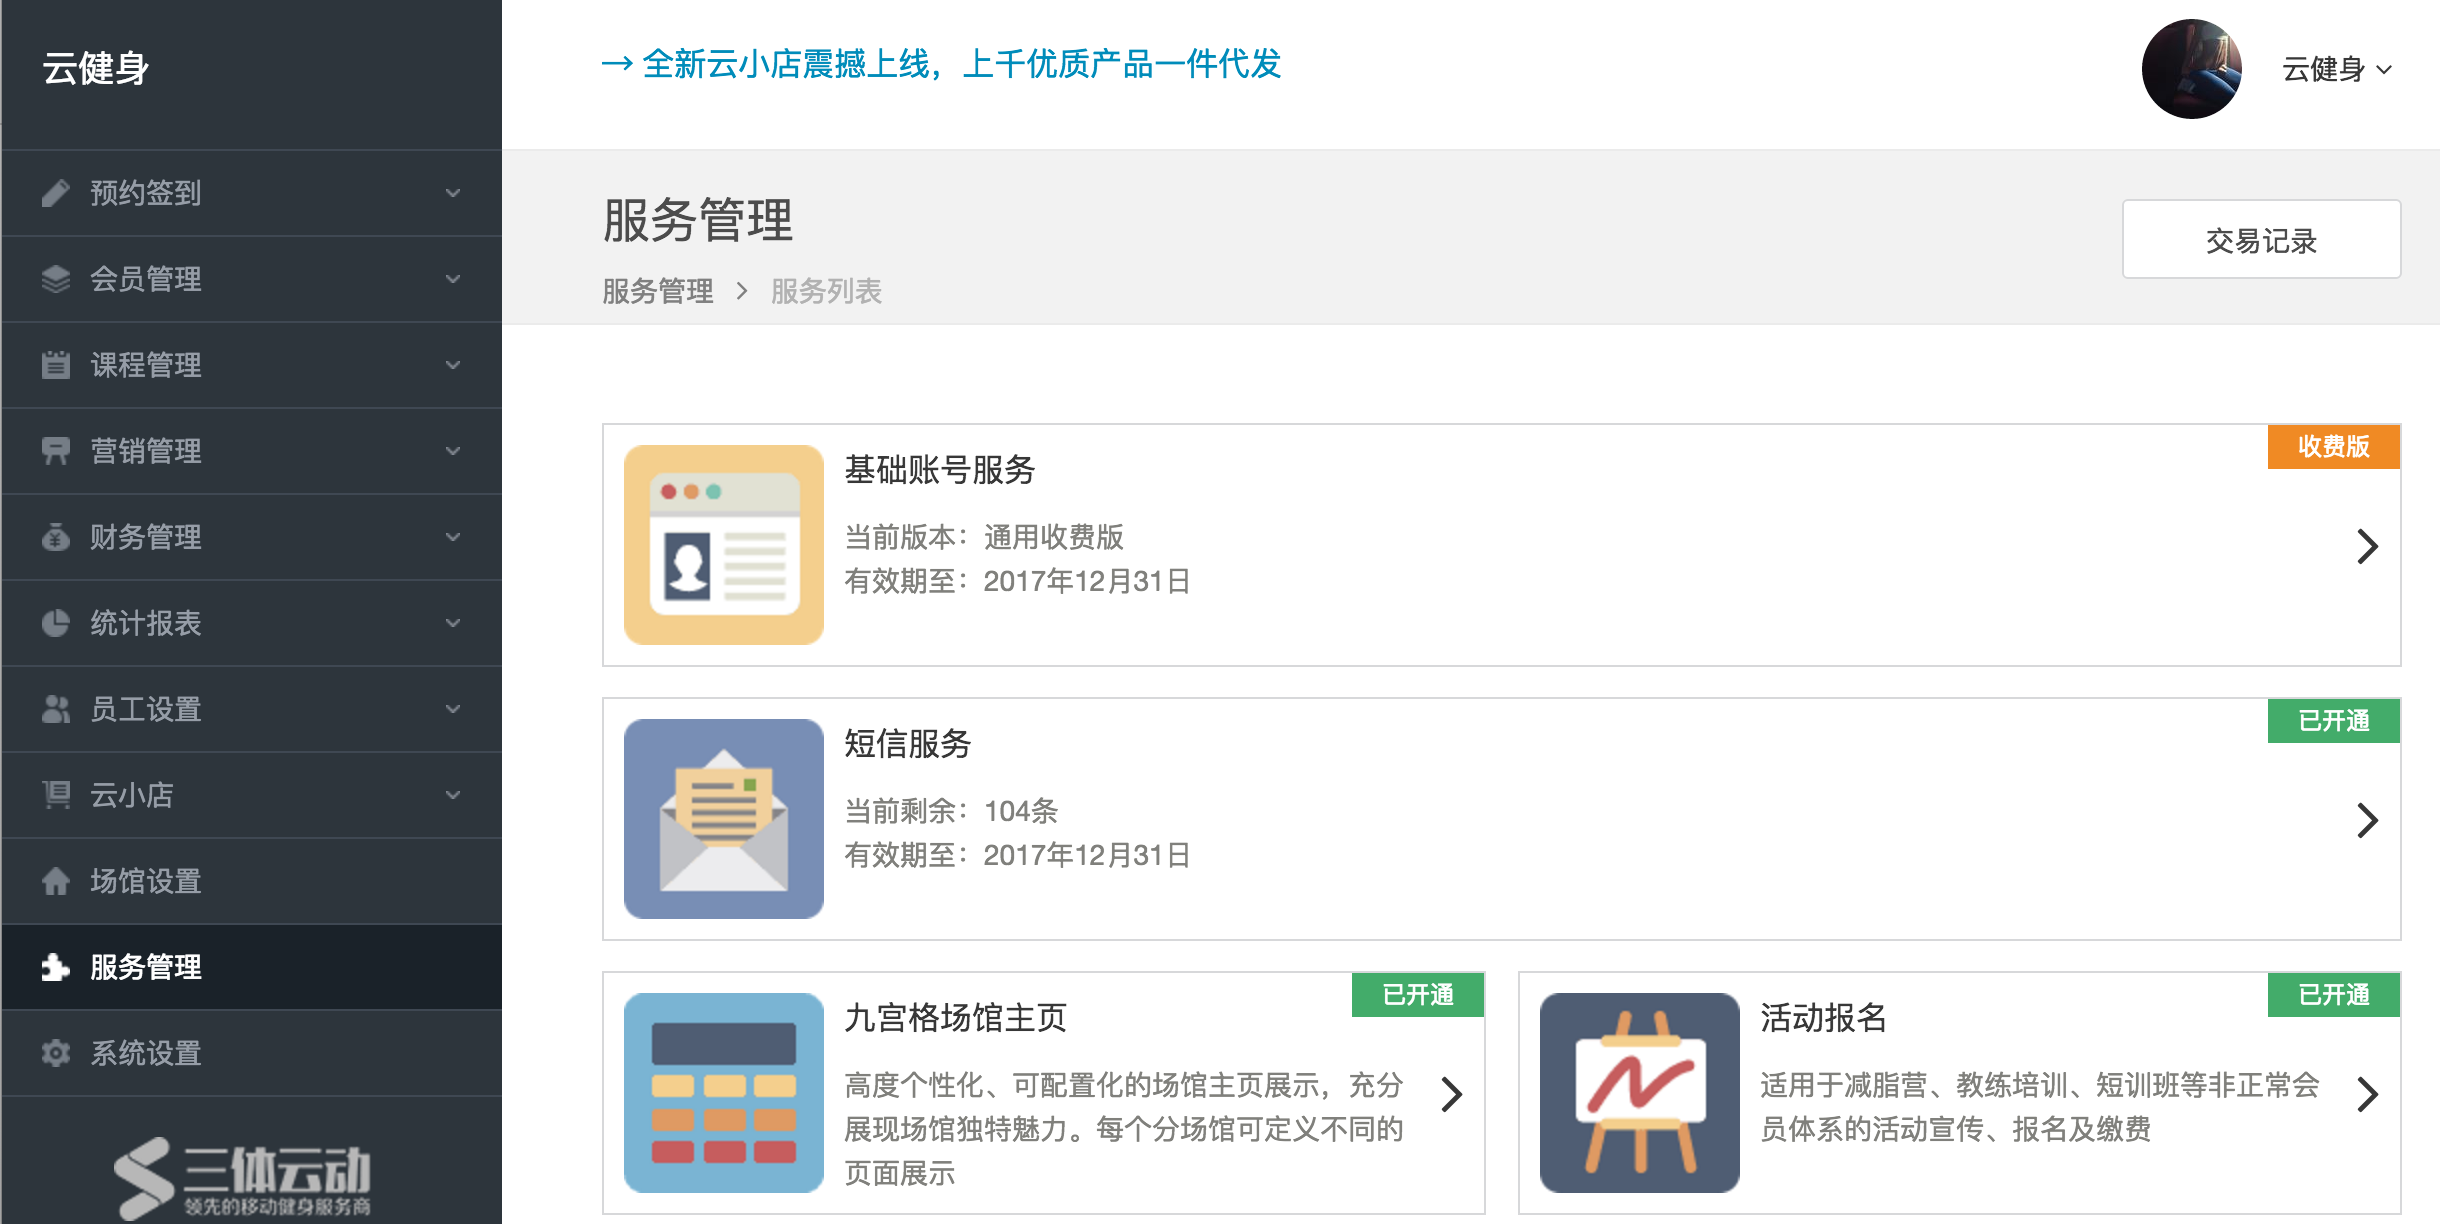 云健身
→ 全新云小店震撼上线，上千优质产品一件代发
云健身
预约签到
会员管理
课程管理
营销管理
财务管理
统计报表
员工设置
云小店
场馆设置
服务管理
系统设置
三体云动
领先的移动健身服务商
服务管理
服务管理 > 服务列表
交易记录
基础账号服务
收费版
当前版本：通用收费版
有效期至：2017年12月31日
短信服务
已开通
当前剩余：104条
有效期至：2017年12月31日
九宫格场馆主页
已开通
高度个性化、可配置化的场馆主页展示，充分
展现场馆独特魅力。每个分场馆可定义不同的
页面展示
活动报名
已开通
适用于减脂营、教练培训、短训班等非正常会
员体系的活动宣传、报名及缴费